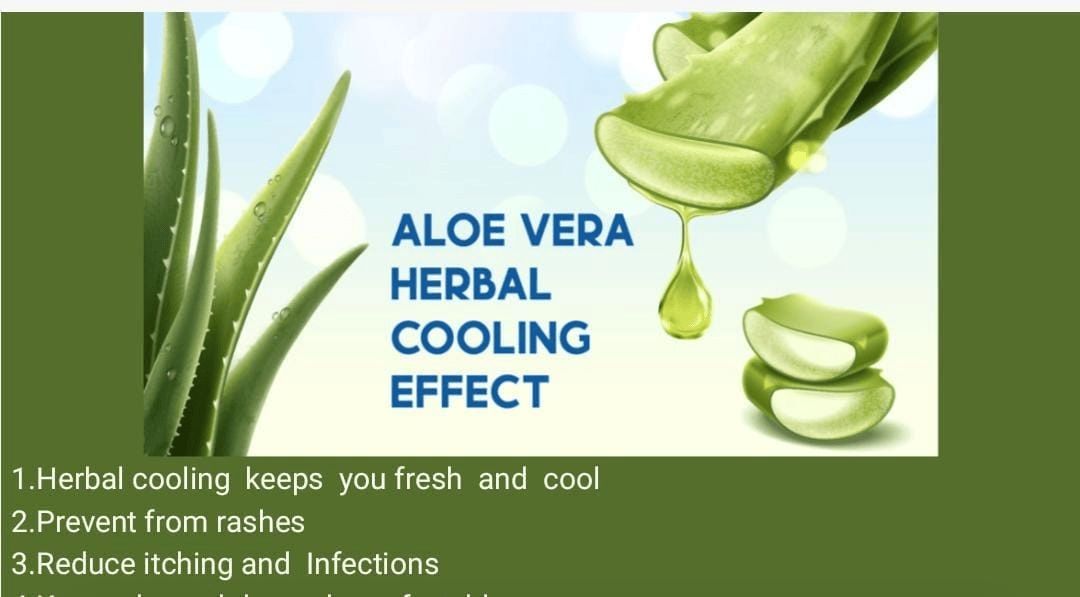 ALOE VERA
HERBAL
COOLING
EFFECT
1.Herbal cooling keeps you fresh and cool
2.Prevent from rashes
3.Reduce itching and Infections